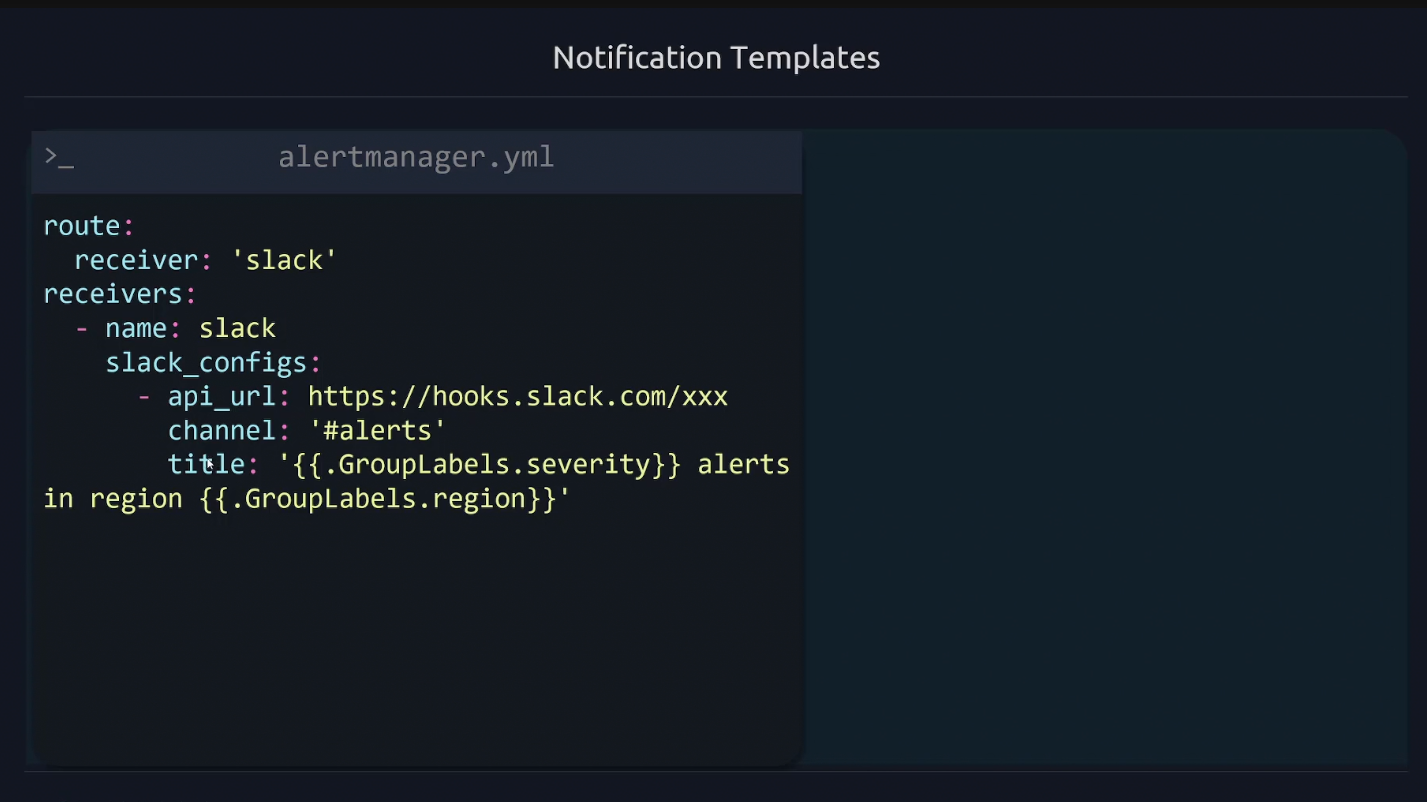 Notification Templates
>_ alertmanager.yml
route:
  receiver: 'slack'
receivers:
  - name: slack
    slack_configs:
      - api_url: https://hooks.slack.com/xxx
        channel: '#alerts'
        title: '{{.GroupLabels.severity}} alerts
in region {{.GroupLabels.region}}'